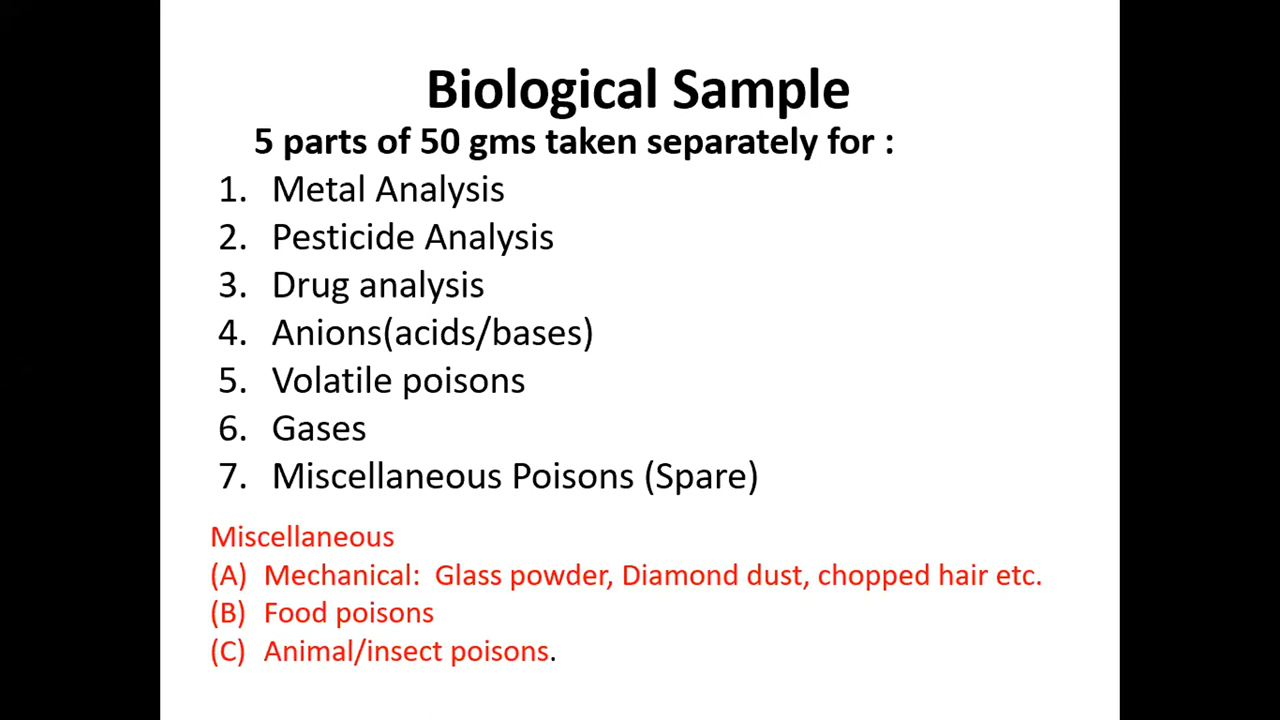 Biological Sample
5 parts of 50 gms taken separately for :
1. Metal Analysis
2. Pesticide Analysis
3. Drug analysis
4. Anions(acids/bases)
5. Volatile poisons
6. Gases
7. Miscellaneous Poisons (Spare)
Miscellaneous
(A) Mechanical: Glass powder, Diamond dust, chopped hair etc.
(B) Food poisons
(C) Animal/insect poisons.